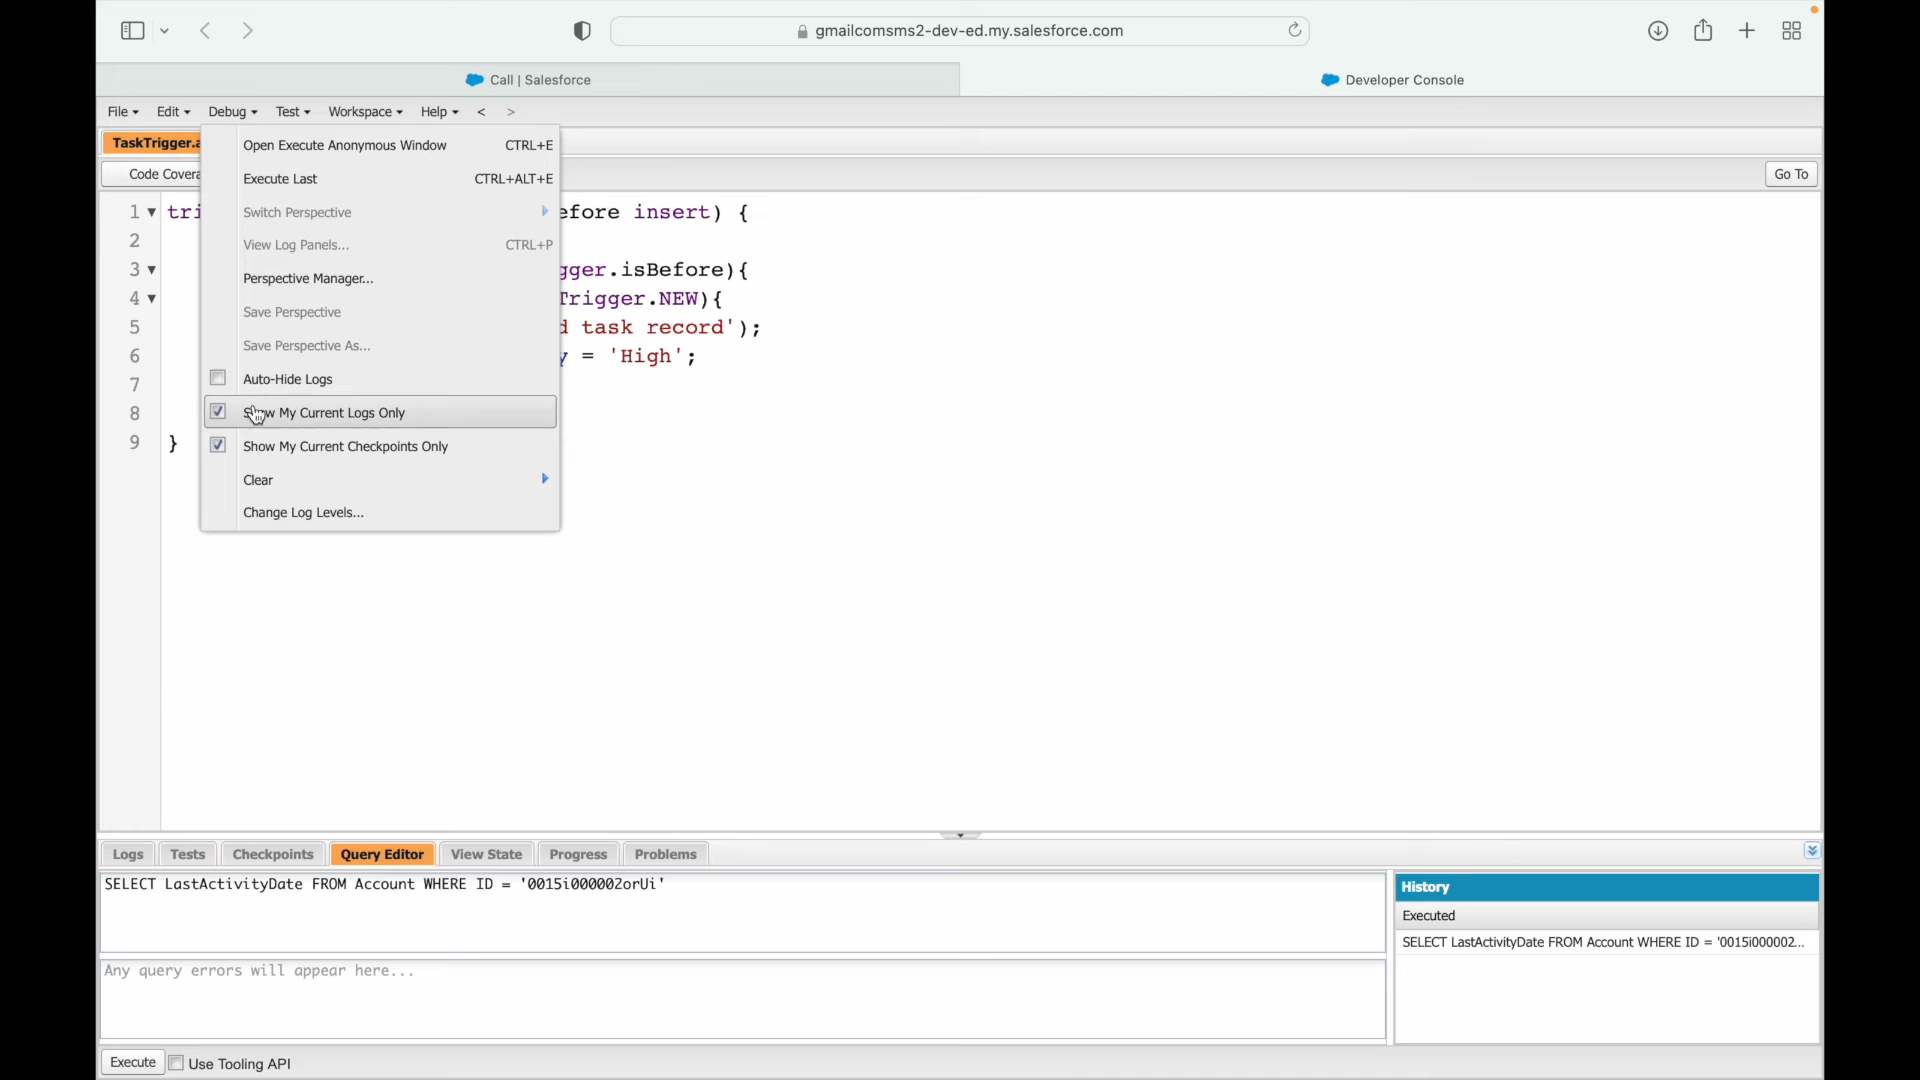 gmailcomsms2-dev-ed.my.salesforce.com
Call | Salesforce
Developer Console
File Edit Debug Test Workspace Help < >
TaskTrigger.a
Open Execute Anonymous Window CTRL+E
Execute Last CTRL+ALT+E
Switch Perspective
View Log Panels... CTRL+P
Perspective Manager...
Save Perspective
Save Perspective As...
Auto-Hide Logs
Show My Current Logs Only
Show My Current Checkpoints Only
Clear
Change Log Levels...
Code Covera
Go To
1 tri efore insert) {
2
3 gger.isBefore){
4 Trigger.NEW){
5 d task record');
6 y = 'High';
7
8
9 }
Logs Tests Checkpoints Query Editor View State Progress Problems
SELECT LastActivityDate FROM Account WHERE ID = '0015i000002orUi'
Any query errors will appear here...
History
Executed
SELECT LastActivityDate FROM Account WHERE ID = '0015i000002...
Execute Use Tooling API